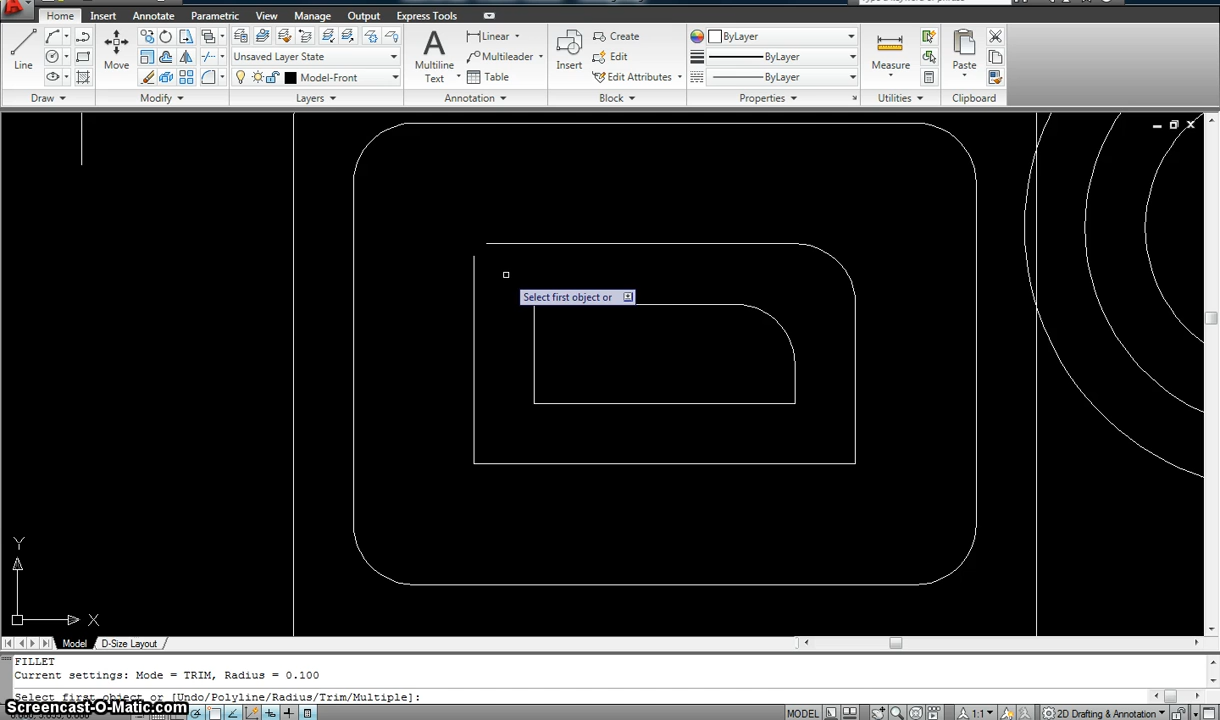 Home Insert Annotate Parametric View Manage Output Express Tools
Line
Move
Unsaved Layer State
Model-Front
Multiline
Text
Linear
Multileader
Table
Insert
Create
Edit
Edit Attributes
ByLayer
ByLayer
ByLayer
Measure
Paste
Draw Modify Layers Annotation Block Properties Utilities Clipboard
Select first object or
Y
X
Model D-Size Layout
FILLET
Current settings: Mode = TRIM, Radius = 0.100
Select first object or [Undo/Polyline/Radius/Trim/Multiple]:
Screencast-O-Matic.com
MODEL
1:1
2D Drafting & Annotation